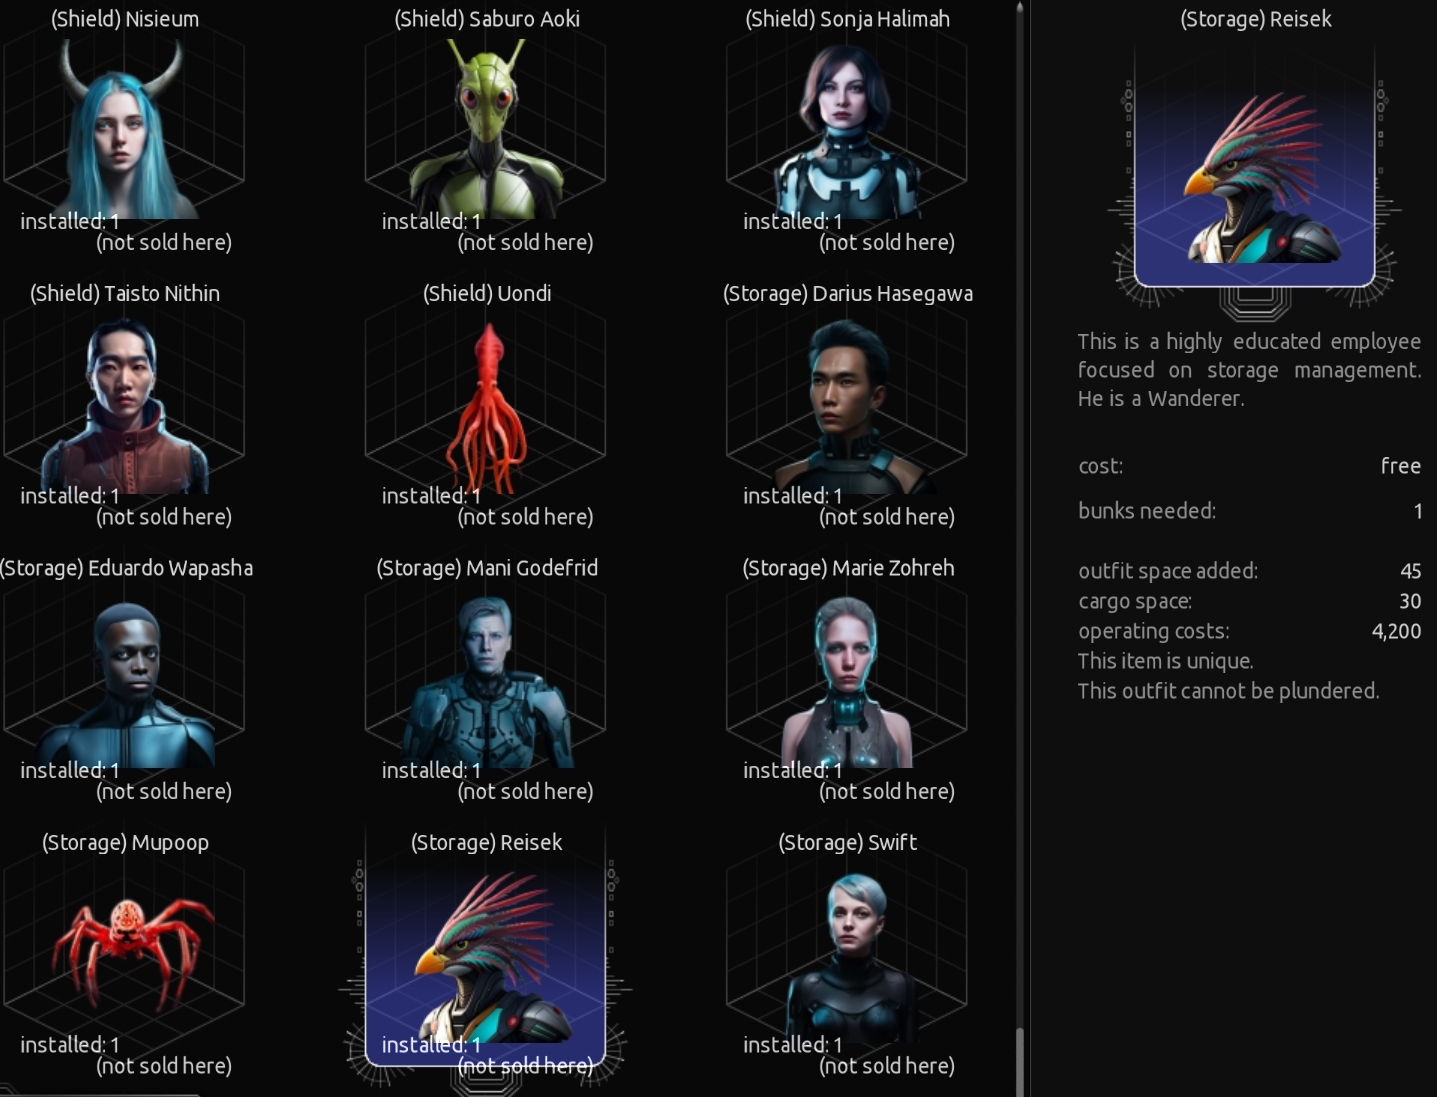 (Shield) Nisieum
(Shield) Saburo Aoki
(Shield) Sonja Halimah
installed: 1
(not sold here)
installed: 1
(not sold here)
installed: 1
(not sold here)
(Shield) Taisto Nithin
(Shield) Uondi
(Storage) Darius Hasegawa
installed: 1
(not sold here)
installed: 1
(not sold here)
installed: 1
(not sold here)
(Storage) Eduardo Wapasha
(Storage) Mani Godefrid
(Storage) Marie Zohreh
installed: 1
(not sold here)
installed: 1
(not sold here)
installed: 1
(not sold here)
(Storage) Mupoop
(Storage) Reisek
(Storage) Swift
installed: 1
(not sold here)
installed: 1
(not sold here)
installed: 1
(not sold here)
(Storage) Reisek
This is a highly educated employee
focused on storage management.
He is a Wanderer.
cost: free
bunks needed: 1
outfit space added: 45
cargo space: 30
operating costs: 4,200
This item is unique.
This outfit cannot be plundered.